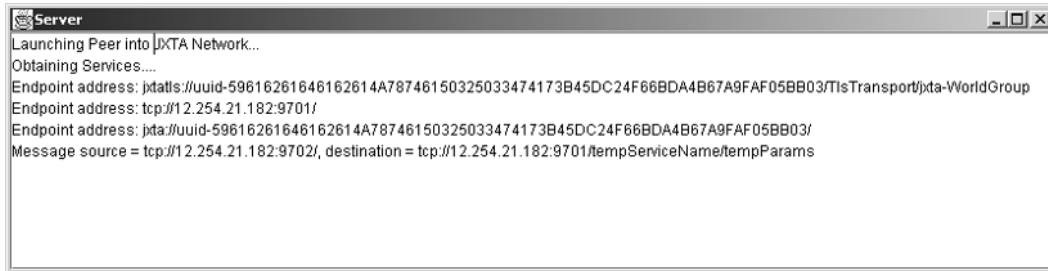 Server
Launching Peer into JXTA Network...
Obtaining Services....
Endpoint address: jxtatls://uuid-59616261646162614A787461503250334741 73B45DC24F66BDA4B67A9FAF05BB03/TlsTransport/jxta-WorldGroup
Endpoint address: tcp://12.254.21.182:9701/
Endpoint address: jxta://uuid-59616261646162614A78746150325033474173B45DC24F66BDA4B67A9FAF05BB03/
Message source = tcp://12.254.21.182:9702/, destination = tcp://12.254.21.182:9701/tempServiceName/tempParams